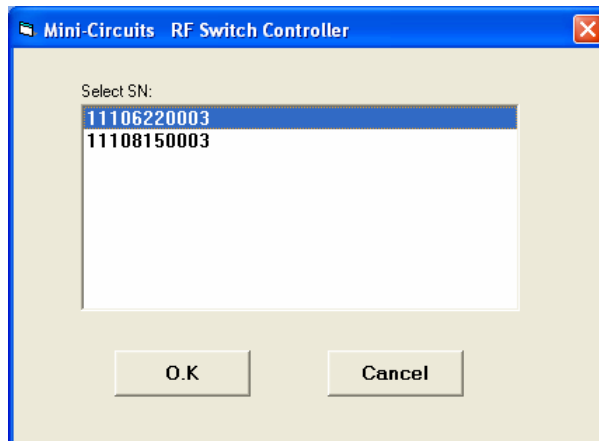 Mini-Circuits RF Switch Controller
Select SN:
11106220003
11108150003
O.K Cancel